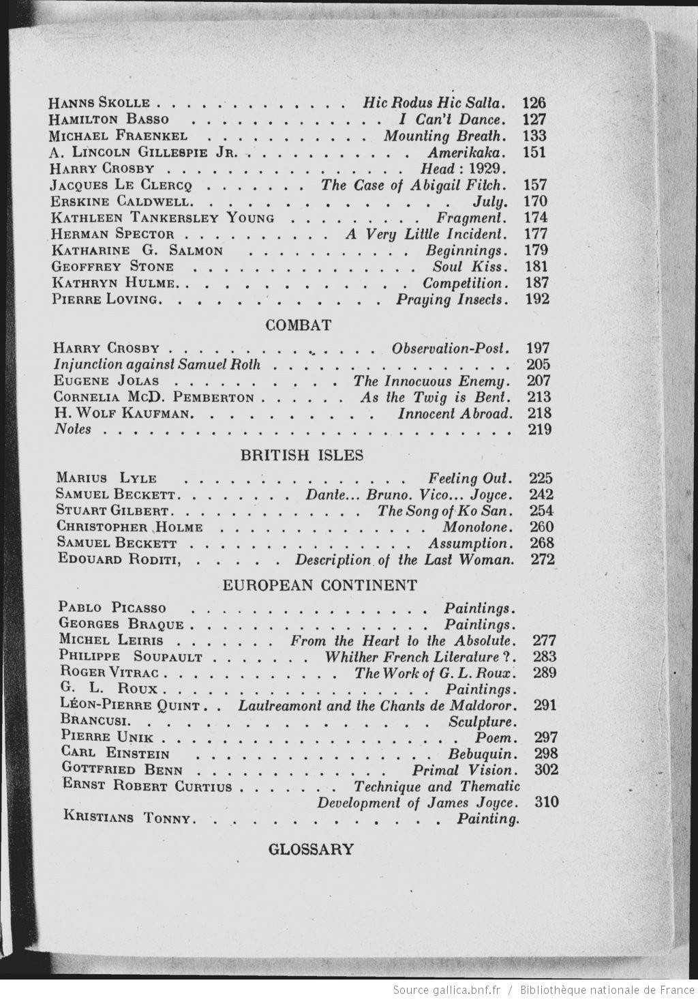 HANNS SKOLLE . . . . . . . . . . . . . Hic Rodus Hic Salta. 126
HAMILTON BASSO . . . . . . . . . . . . . I Can't Dance. 127
MICHAEL FRAENKEL . . . . . . . . . . . Mounting Breath. 133
A. LINCOLN GILLESPIE JR. . . . . . . . . . . Amerikaka. 151
HARRY CROSBY . . . . . . . . . . . . . . . . Head : 1929.
JACQUES LE CLERCQ . . . . . . . The Case of Abigail Fitch. 157
ERSKINE CALDWELL. . . . . . . . . . . . . . July. 170
KATHLEEN TANKERSLEY YOUNG . . . . . . . . . Fragment. 174
HERMAN SPECTOR . . . . . . . . . . A Very Little Incident. 177
KATHARINE G. SALMON . . . . . . . . . . . Beginnings. 179
GEOFFREY STONE . . . . . . . . . . . . . . . Soul Kiss. 181
KATHRYN HULME. . . . . . . . . . . . . Competition. 187
PIERRE LOVING. . . . . . . . . . . . Praying Insects. 192
COMBAT
HARRY CROSBY . . . . . . . . . . . . . Observation-Post. 197
Injunction against Samuel Roth . . . . . . . . . . . . . . . . 205
EUGENE JOLAS . . . . . . . . . . The Innocuous Enemy. 207
CORNELIA MCD. PEMBERTON . . . . . . As the Twig is Bent. 213
H. WOLF KAUFMAN. . . . . . . . . . Innocent Abroad. 218
Notes . . . . . . . . . . . . . . . . . . . . . . . . . . . 219
BRITISH ISLES
MARIUS LYLE . . . . . . . . . . . . . . . Feeling Out. 225
SAMUEL BECKETT. . . . . . . . Dante... Bruno. Vico... Joyce. 242
STUART GILBERT. . . . . . . . . . . . . The Song of Ko San. 254
CHRISTOPHER HOLME . . . . . . . . . . . . . . Monotone. 260
SAMUEL BECKETT . . . . . . . . . . . . . . . Assumption. 268
EDOUARD RODITI, . . . . . Description of the Last Woman. 272
EUROPEAN CONTINENT
PABLO PICASSO . . . . . . . . . . . . . . . . Paintings.
GEORGES BRAQUE . . . . . . . . . . . . . . . . Paintings.
MICHEL LEIRIS . . . . . . . From the Heart to the Absolute. 277
PHILIPPE SOUPAULT . . . . . . . Whither French Literature ?. 283
ROGER VITRAC . . . . . . . . . . . . The Work of G. L. Roux. 289
G. L. ROUX . . . . . . . . . . . . . . . . . . Paintings.
LÉON-PIERRE QUINT . . Lautreamont and the Chants de Maldoror. 291
BRANCUSI. . . . . . . . . . . . . . . . Sculpture.
PIERRE UNIK . . . . . . . . . . . . . . . . . . . . Poem. 297
CARL EINSTEIN . . . . . . . . . . . . . . . . Bebuquin. 298
GOTTFRIED BENN . . . . . . . . . . . . . Primal Vision. 302
ERNST ROBERT CURTIUS . . . . . . . Technique and Thematic
Development of James Joyce. 310
KRISTIANS TONNY. . . . . . . . . . . . . Painting.
GLOSSARY
Source gallica.bnf.fr / Bibliothèque nationale de France